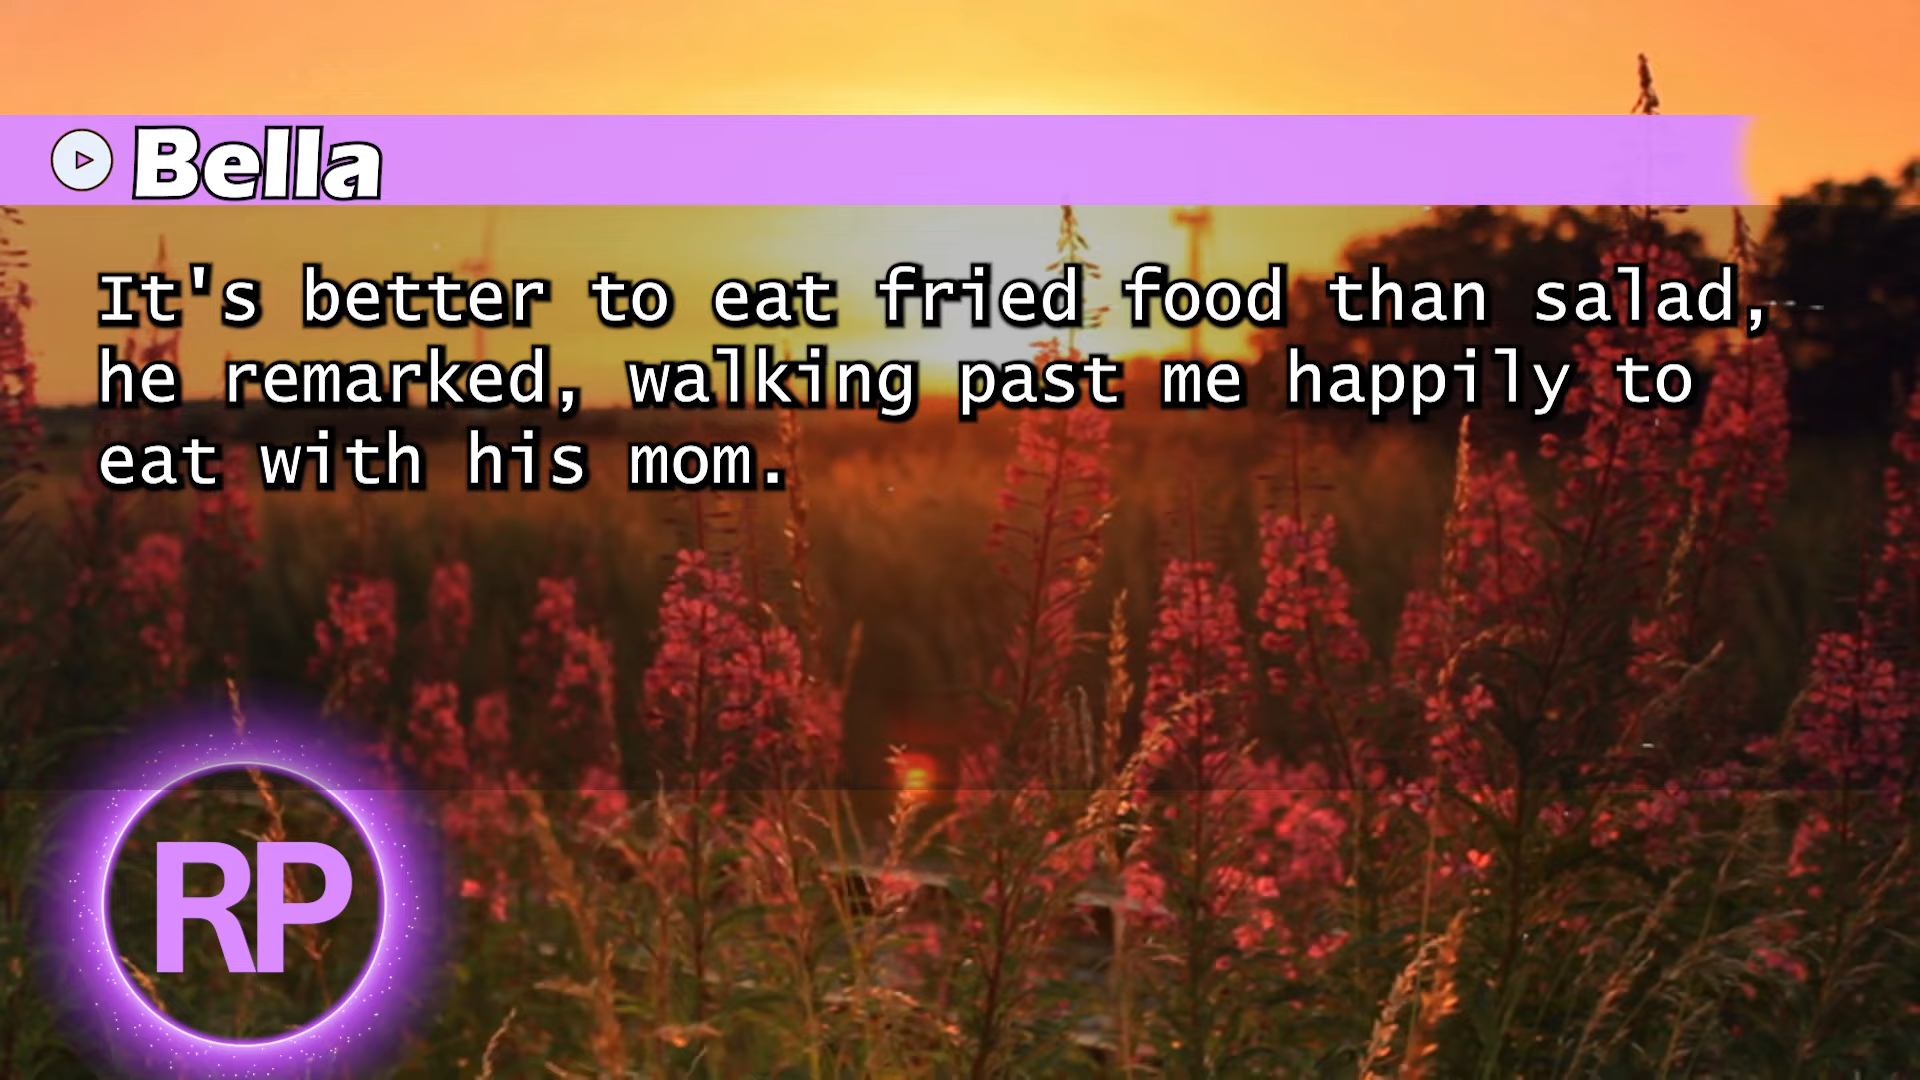 Bella
It's better to eat fried food than salad,
he remarked, walking past me happily to
eat with his mom.
RP